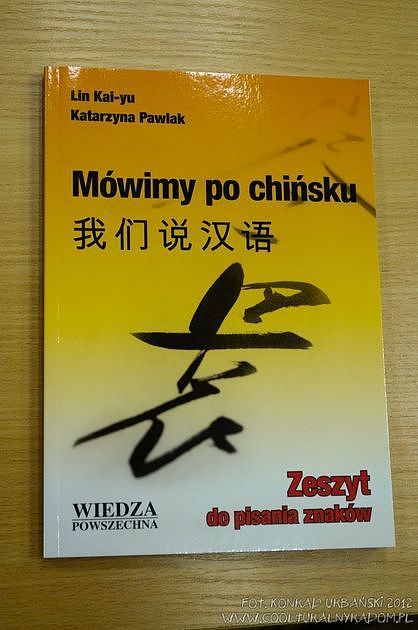 Lin Kai-yu
Katarzyna Pawlak
Mówimy po chińsku
我们说汉语
Zeszyt
do pisania znaków
WIEDZA
POWSZECHNA
FOT. KONRAD URBAŃSKI 2012
WWW.COOLTURALNYRADOM.PL